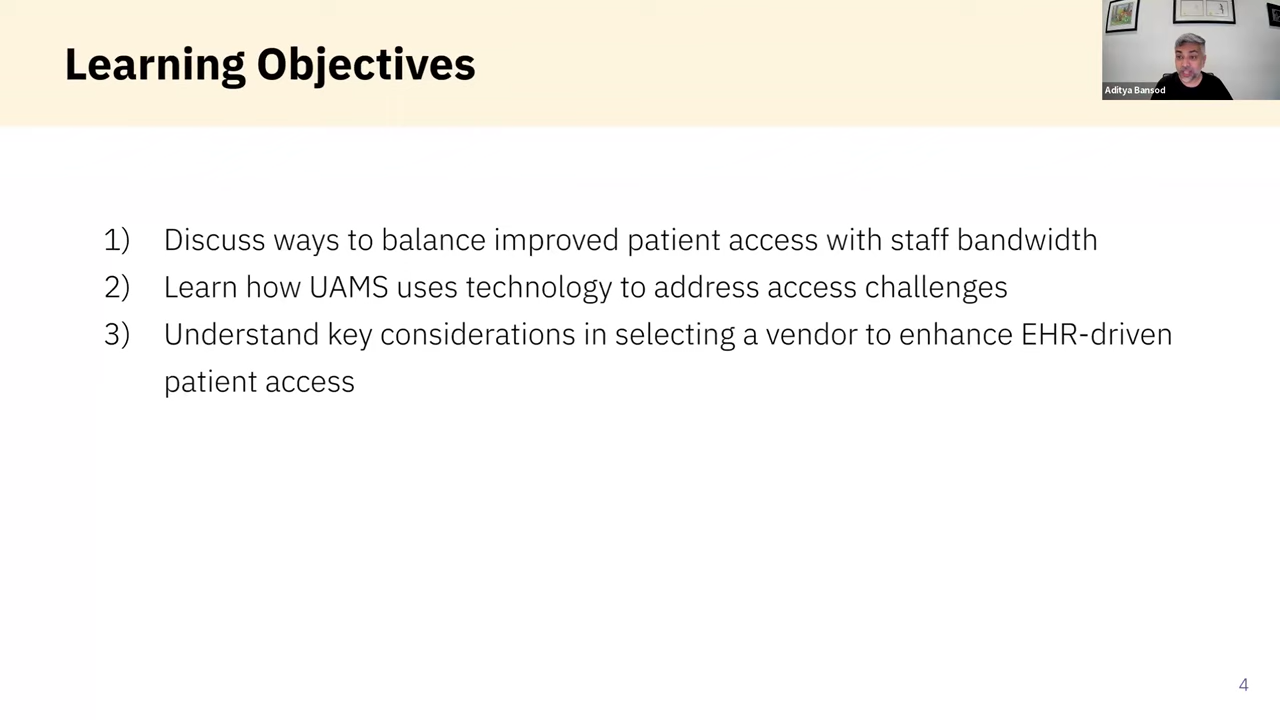 Learning Objectives
Aditya Bansod
1) Discuss ways to balance improved patient access with staff bandwidth
2) Learn how UAMS uses technology to address access challenges
3) Understand key considerations in selecting a vendor to enhance EHR-driven
patient access
4